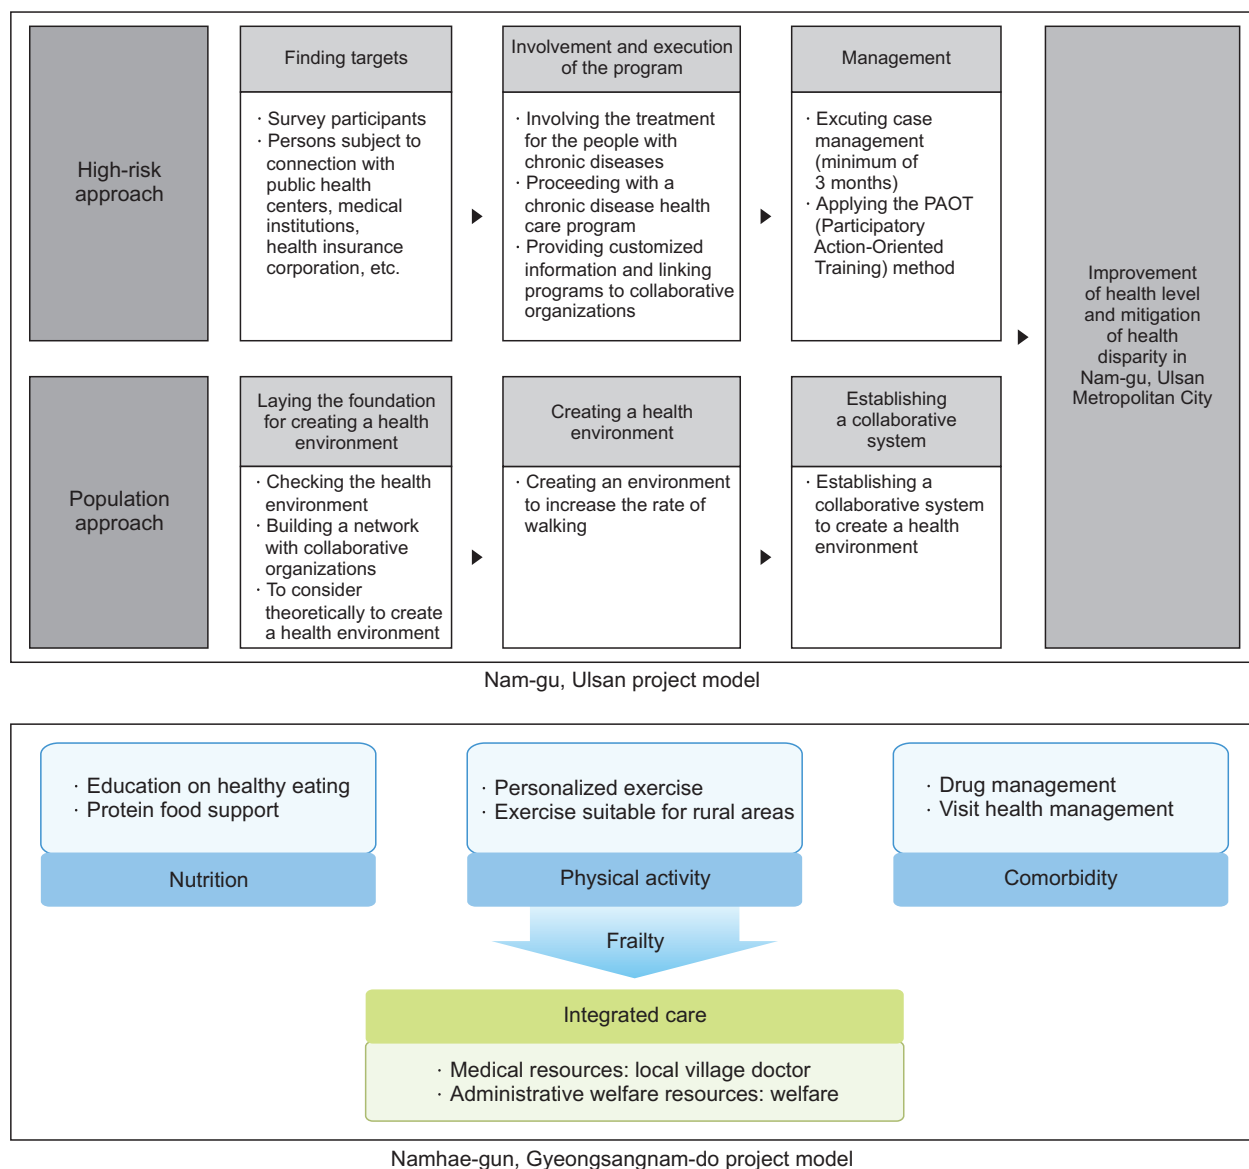 High-risk
approach
Finding targets
· Survey participants
· Persons subject to
connection with
public health
centers, medical
institutions,
health insurance
corporation, etc.
Involvement and execution
of the program
· Involving the treatment
for the people with
chronic diseases
· Proceeding with a
chronic disease health
care program
· Providing customized
information and linking
programs to collaborative
organizations
Management
· Excuting case
management
(minimum of
3 months)
· Applying the PAOT
(Participatory
Action-Oriented
Training) method
Population
approach
Laying the foundation
for creating a health
environment
· Checking the health
environment
· Building a network
with collaborative
organizations
· To consider
theoretically to create
a health environment
Creating a health
environment
· Creating an environment
to increase the rate of
walking
Establishing
a collaborative
system
· Establishing a
collaborative system
to create a health
environment
Improvement
of health level
and mitigation
of health
disparity in
Nam-gu, Ulsan
Metropolitan City
Nam-gu, Ulsan project model
· Education on healthy eating
· Protein food support
Nutrition
· Personalized exercise
· Exercise suitable for rural areas
Physical activity
· Drug management
· Visit health management
Comorbidity
Frailty
Integrated care
· Medical resources: local village doctor
· Administrative welfare resources: welfare
Namhae-gun, Gyeongsangnam-do project model